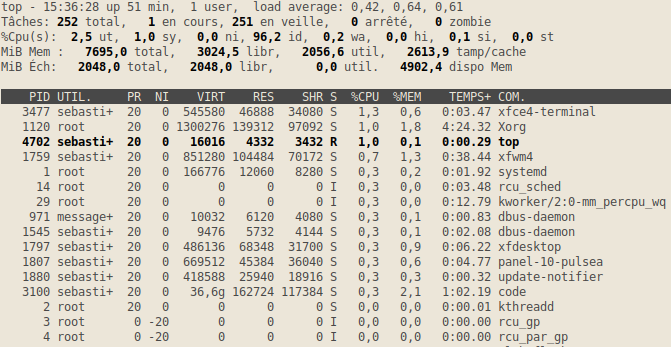 top - 15:36:28 up 51 min,  1 user,  load average: 0,42, 0,64, 0,61
Tâches: 252 total,   1 en cours, 251 en veille,   0 arrêté,   0 zombie
%Cpu(s):  2,5 ut,  1,0 sy,  0,0 ni, 96,2 id,  0,2 wa,  0,0 hi,  0,1 si,  0,0 st
MiB Mem :   7695,0 total,   3024,5 libr,   2056,6 util,   2613,9 tamp/cache
MiB Éch:   2048,0 total,   2048,0 libr,      0,0 util.   4902,4 dispo Mem
PID UTIL.     PR  NI    VIRT    RES    SHR S  %CPU  %MEM    TEMPS+ COM.
3477 sebasti+  20   0  545580  46888  34080 S   1,3   0,6   0:03.47 xfce4-terminal
1120 root      20   0 1300276 139312  97092 S   1,0   1,8   4:24.32 Xorg
4702 sebasti+  20   0   16016   4332   3432 R   1,0   0,1   0:00.29 top
1759 sebasti+  20   0  851280 104484  70172 S   0,7   1,3   0:38.44 xfwm4
1 root      20   0  166776  12060   8280 S   0,3   0,2   0:01.92 systemd
14 root      20   0       0      0      0 I   0,3   0,0   0:03.48 rcu_sched
29 root      20   0       0      0      0 I   0,3   0,0   0:12.79 kworker/2:0-mm_percpu_wq
971 message+  20   0   10032   6120   4080 S   0,3   0,1   0:00.83 dbus-daemon
1545 sebasti+  20   0    9476   5732   4144 S   0,3   0,1   0:02.08 dbus-daemon
1797 sebasti+  20   0  486136  68348  31700 S   0,3   0,9   0:06.22 xfdesktop
1807 sebasti+  20   0  669512  45384  36040 S   0,3   0,6   0:04.77 panel-10-pulsea
1880 sebasti+  20   0  418588  25940  18916 S   0,3   0,3   0:00.32 update-notifier
3100 sebasti+  20   0   36,6g 162724 117384 S   0,3   2,1   1:02.19 code
2 root      20   0       0      0      0 S   0,0   0,0   0:00.01 kthreadd
3 root       0 -20       0      0      0 I   0,0   0,0   0:00.00 rcu_gp
4 root       0 -20       0      0      0 I   0,0   0,0   0:00.00 rcu_par_gp